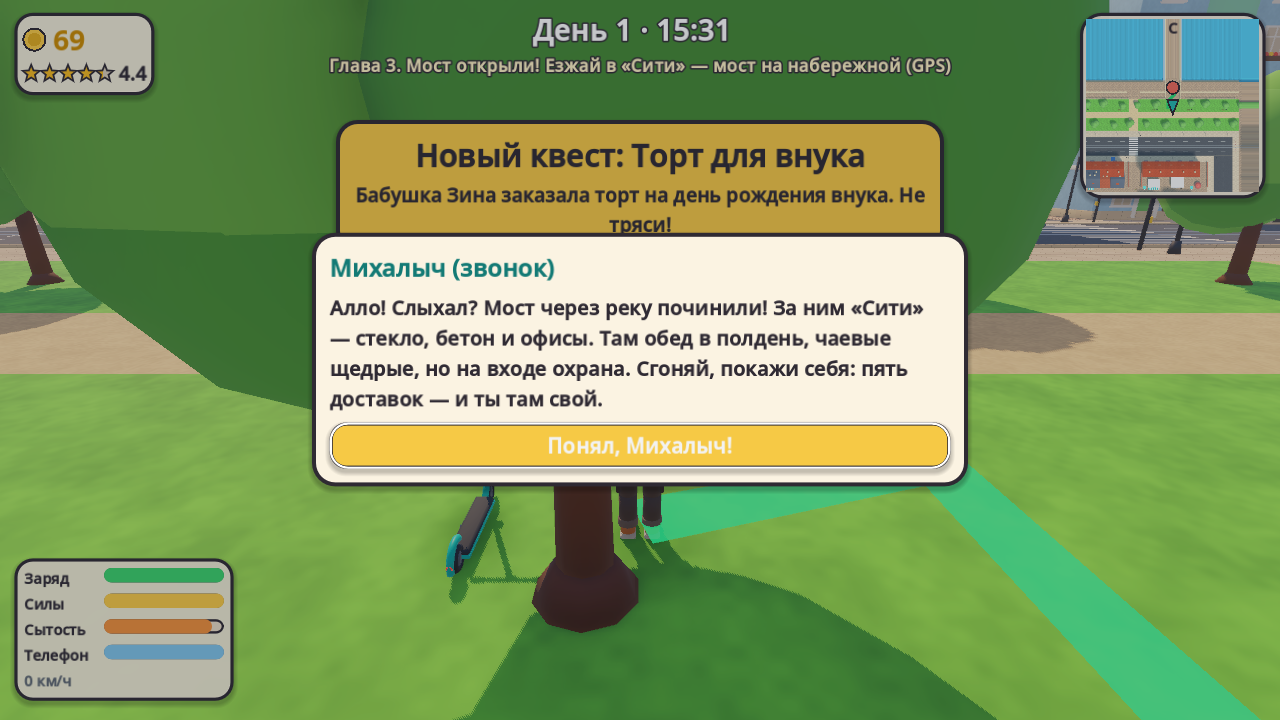 69
4.4
День 1 · 15:31
Глава 3. Мост открыли! Езжай в «Сити» — мост на набережной (GPS)
С
Новый квест: Торт для внука
Бабушка Зина заказала торт на день рождения внука. Не
тряси!
Михалыч (звонок)
Алло! Слыхал? Мост через реку починили! За ним «Сити»
— стекло, бетон и офисы. Там обед в полдень, чаевые
щедрые, но на входе охрана. Сгоняй, покажи себя: пять
доставок — и ты там свой.
Понял, Михалыч!
Заряд
Силы
Сытость
Телефон
0 км/ч